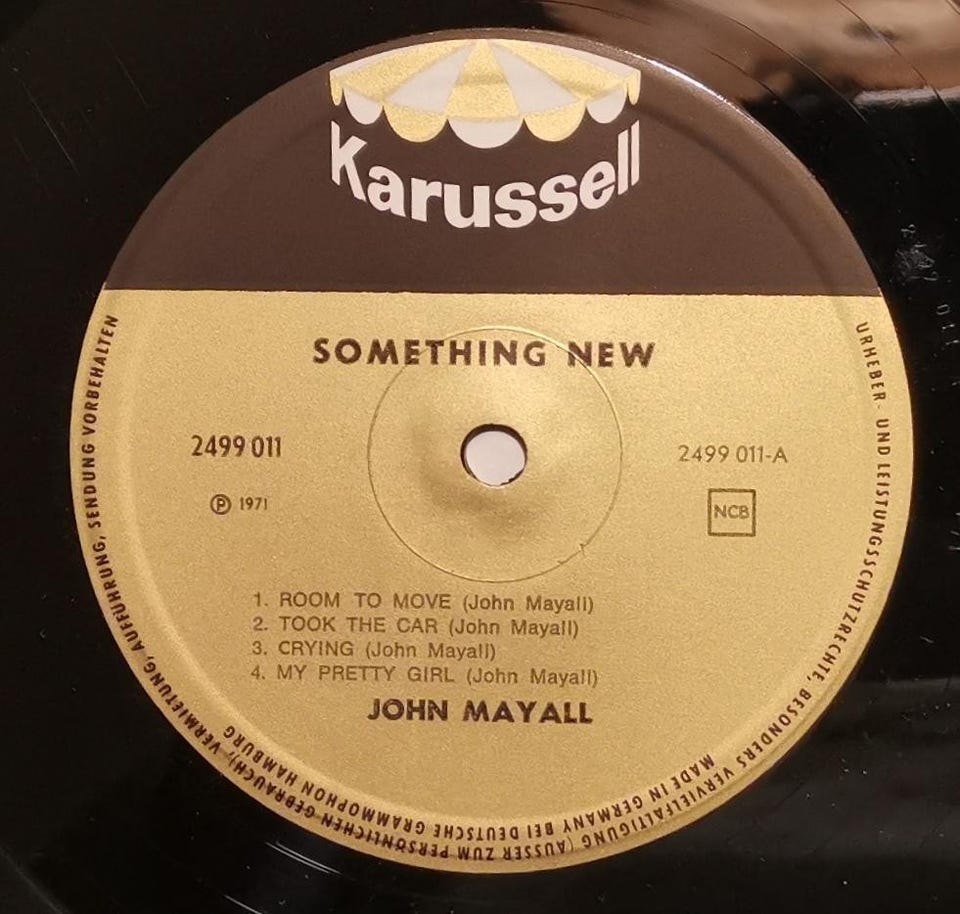 Karussell
SOMETHING NEW
2499 011
2499 011-A
Ⓟ 1971
NCB
1. ROOM TO MOVE (John Mayall)
2. TOOK THE CAR (John Mayall)
3. CRYING (John Mayall)
4. MY PRETTY GIRL (John Mayall)
JOHN MAYALL
URHEBER- UND LEISTUNGSSCHUTZRECHTE, BESONDERS VERVIELFÄLTIGUNG (AUSSER ZUM PERSÖNLICHEN GEBRAUCH), VERMIETUNG, AUFFÜHRUNG, SENDUNG VORBEHALTEN
MADE IN GERMANY BEI DEUTSCHE GRAMMOPHON HAMBURG